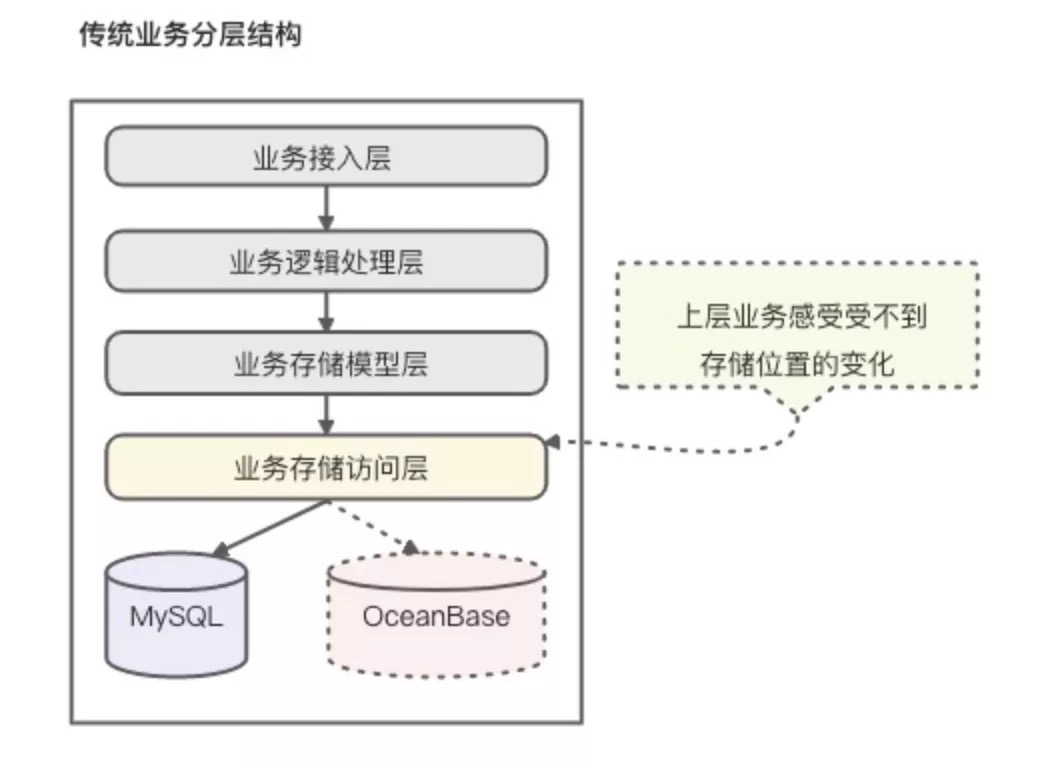 传统业务分层结构
业务接入层
业务逻辑处理层
业务存储模型层
上层业务感受受不到
存储位置的变化
业务存储访问层
MySQL
OceanBase